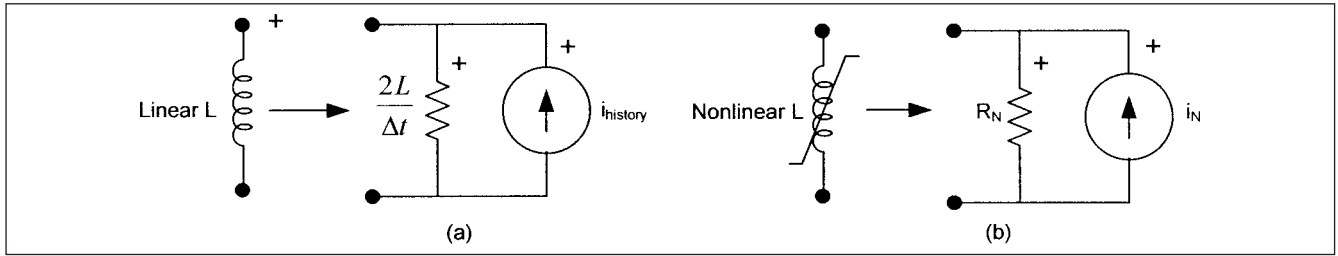 +
+
+
Linear L
2L
Δt
i_history
(a)
+
+
Nonlinear L
R_N
i_N
(b)